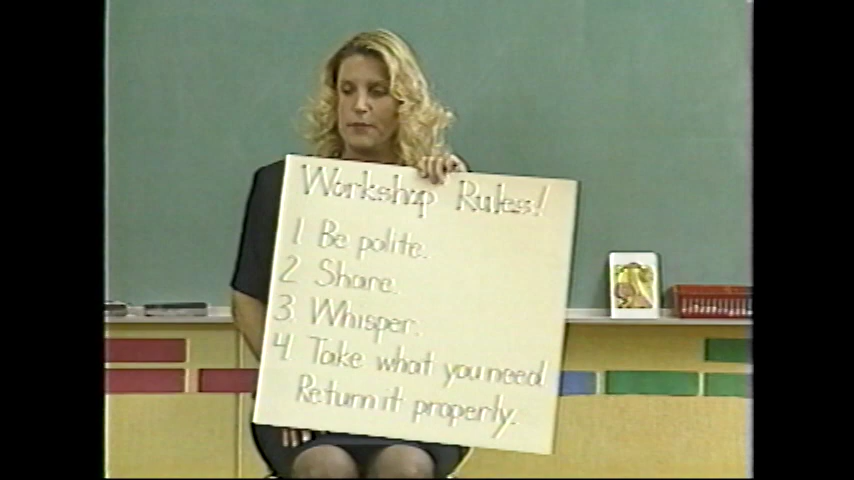 Workshop Rules!
1 Be polite.
2 Share.
3. Whisper.
4. Take what you need.
Return it properly.